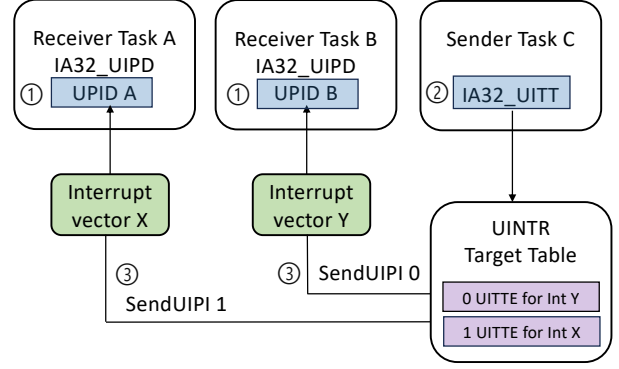 Receiver Task A
IA32_UIPD
① UPID A
Receiver Task B
IA32_UIPD
① UPID B
Sender Task C
② IA32_UITT
Interrupt
vector X
Interrupt
vector Y
UINTR
Target Table
0 UITTE for Int Y
1 UITTE for Int X
③ SendUIPI 0
③
SendUIPI 1